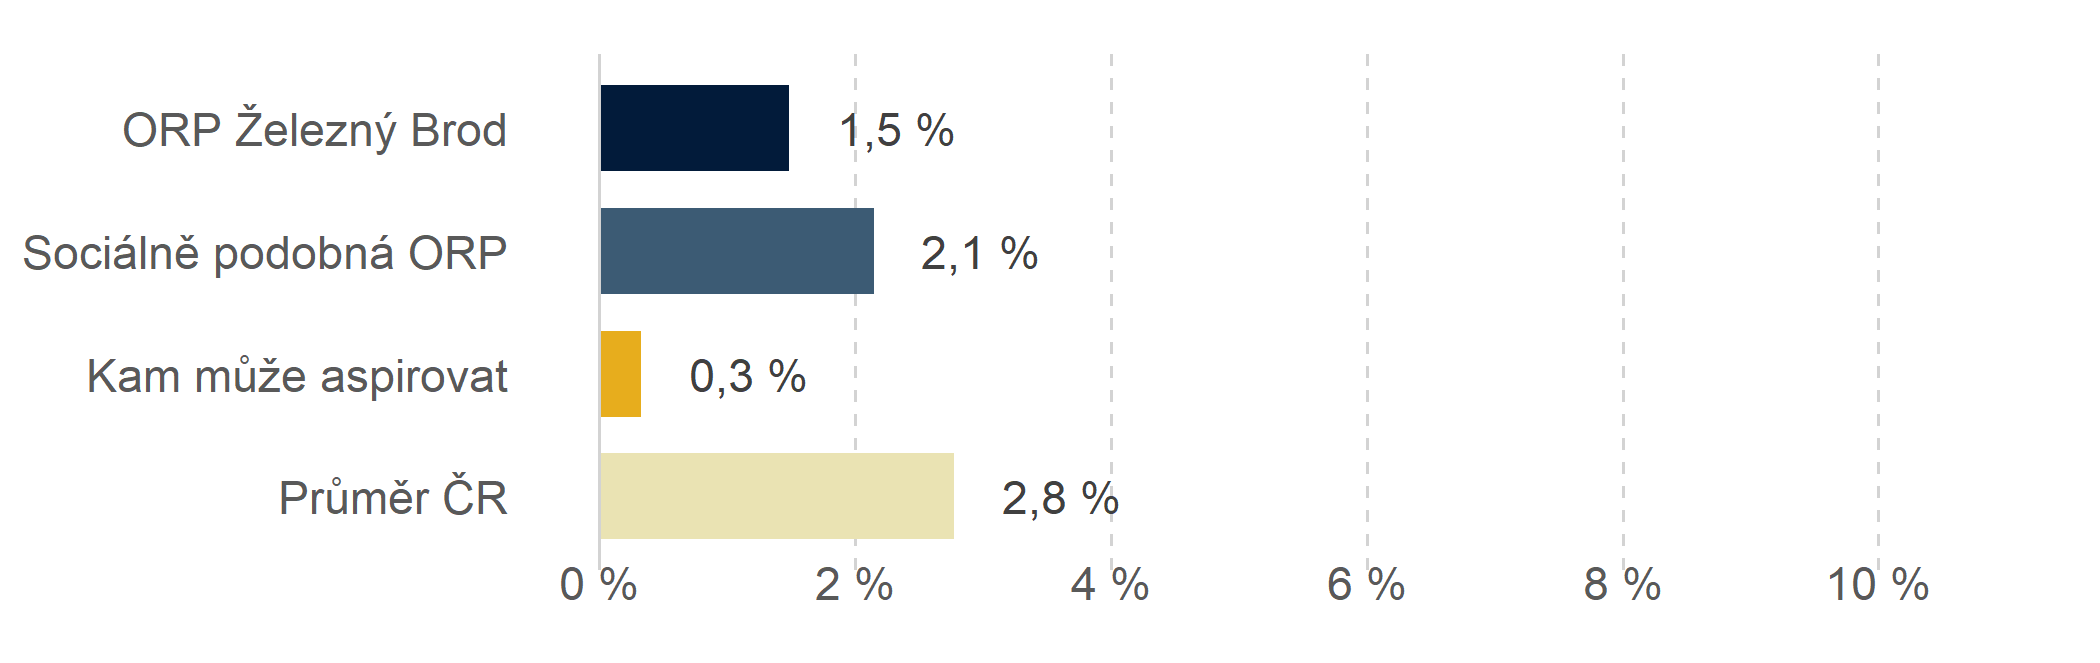 ORP Železný Brod
1,5 %
Sociálně podobná ORP
2,1 %
Kam může aspirovat
0,3 %
Průměr ČR
2,8 %
0 %
2 %
4 %
6 %
8 %
10 %